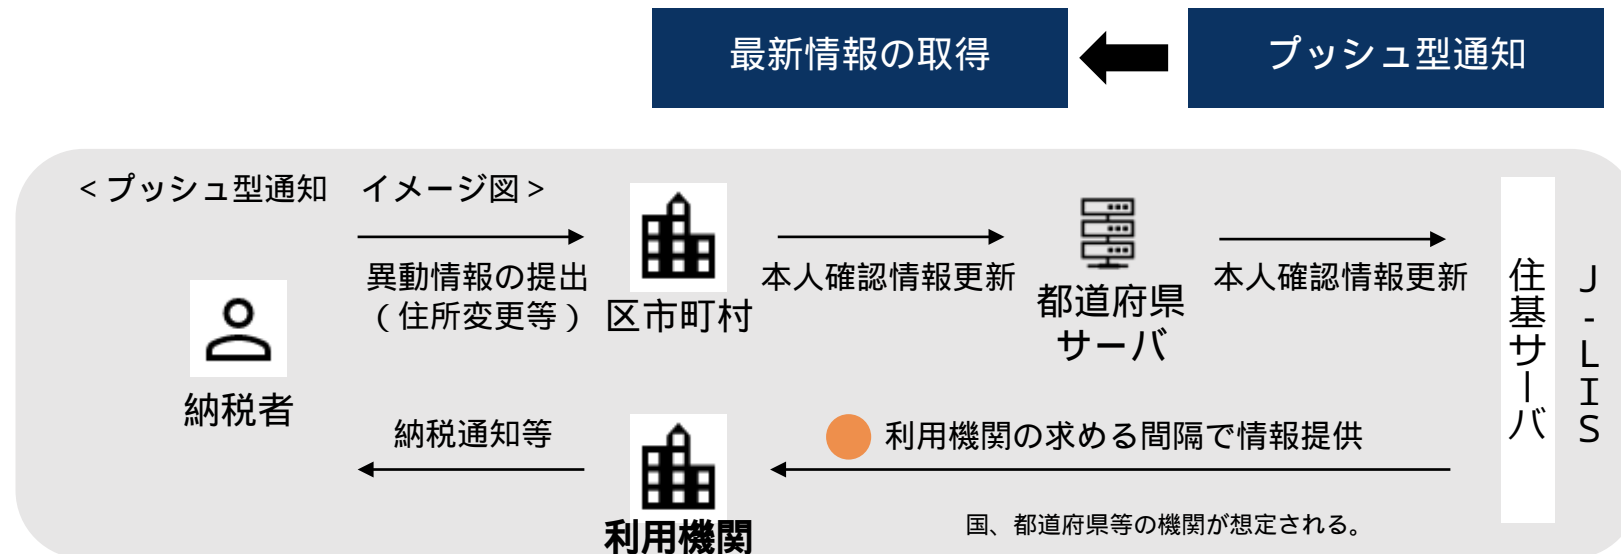 最新情報の取得
プッシュ型通知
<プッシュ型通知　イメージ図>
異動情報の提出
(住所変更等)
区市町村
本人確認情報更新
都道府県
サーバ
本人確認情報更新
住基サーバ
J-LIS
納税者
納税通知等
利用機関
利用機関の求める間隔で情報提供
国、都道府県等の機関が想定される。